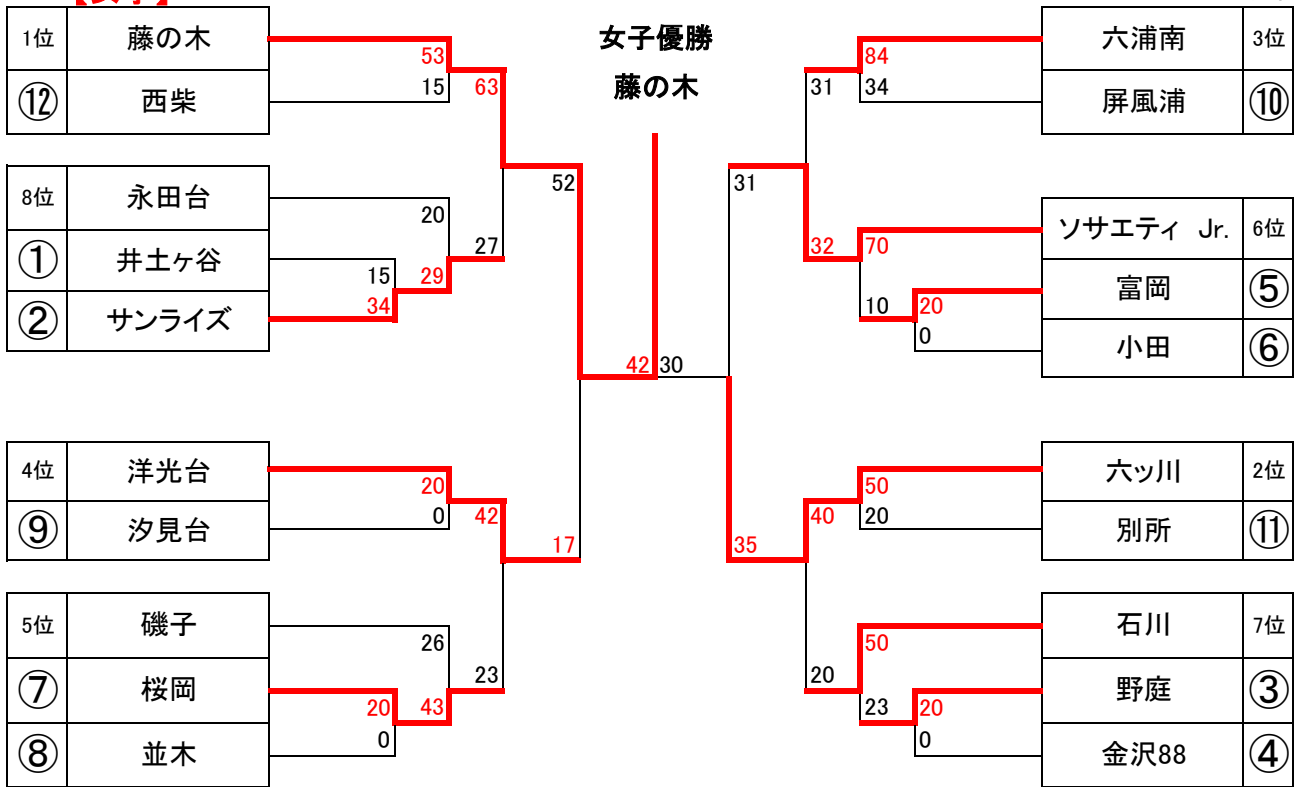 女子優勝
藤の木
1位 藤の木
⑫ 西柴
53
15
63
8位 永田台
① 井土ヶ谷
② サンライズ
20
15
34
29
27
52
4位 洋光台
⑨ 汐見台
20
0
42
17
5位 磯子
⑦ 桜岡
⑧ 並木
26
20
0
43
23
42 30
六浦南 3位
屏風浦 ⑩
84
34
31
31
ソサエティ Jr. 6位
富岡 ⑤
小田 ⑥
32
70
10
20
0
六ッ川 2位
別所 ⑪
50
20
40
35
石川 7位
野庭 ③
金沢88 ④
50
20
23
20
0